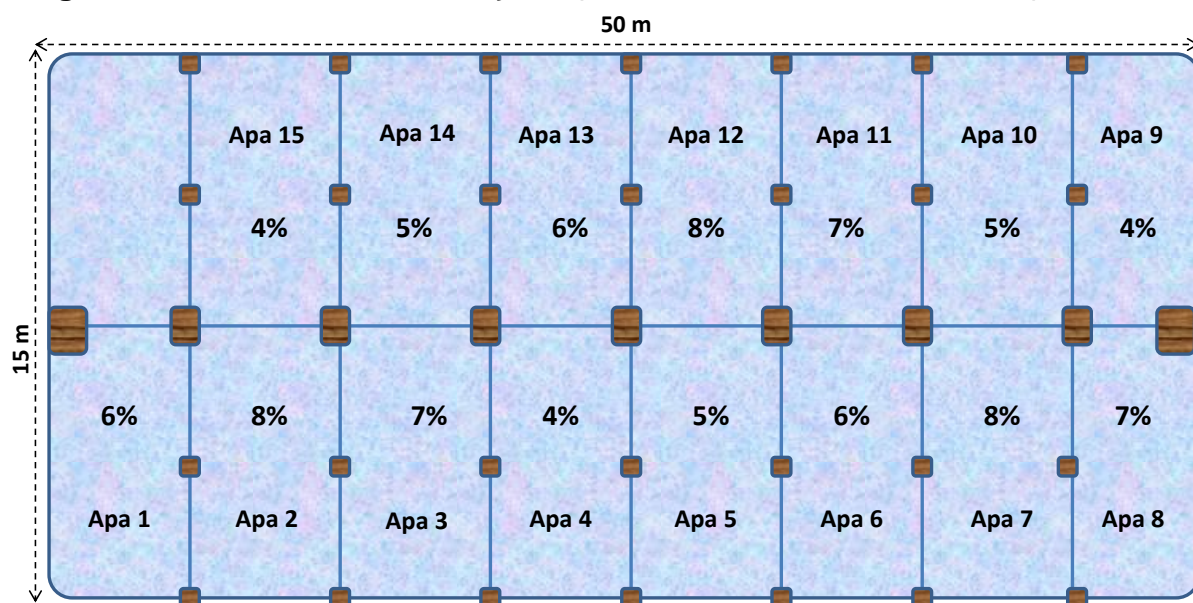 50 m
Apa 15 Apa 14 Apa 13 Apa 12 Apa 11 Apa 10 Apa 9
4% 5% 6% 8% 7% 5% 4%
15 m
6% 8% 7% 4% 5% 6% 8% 7%
Apa 1 Apa 2 Apa 3 Apa 4 Apa 5 Apa 6 Apa 7 Apa 8